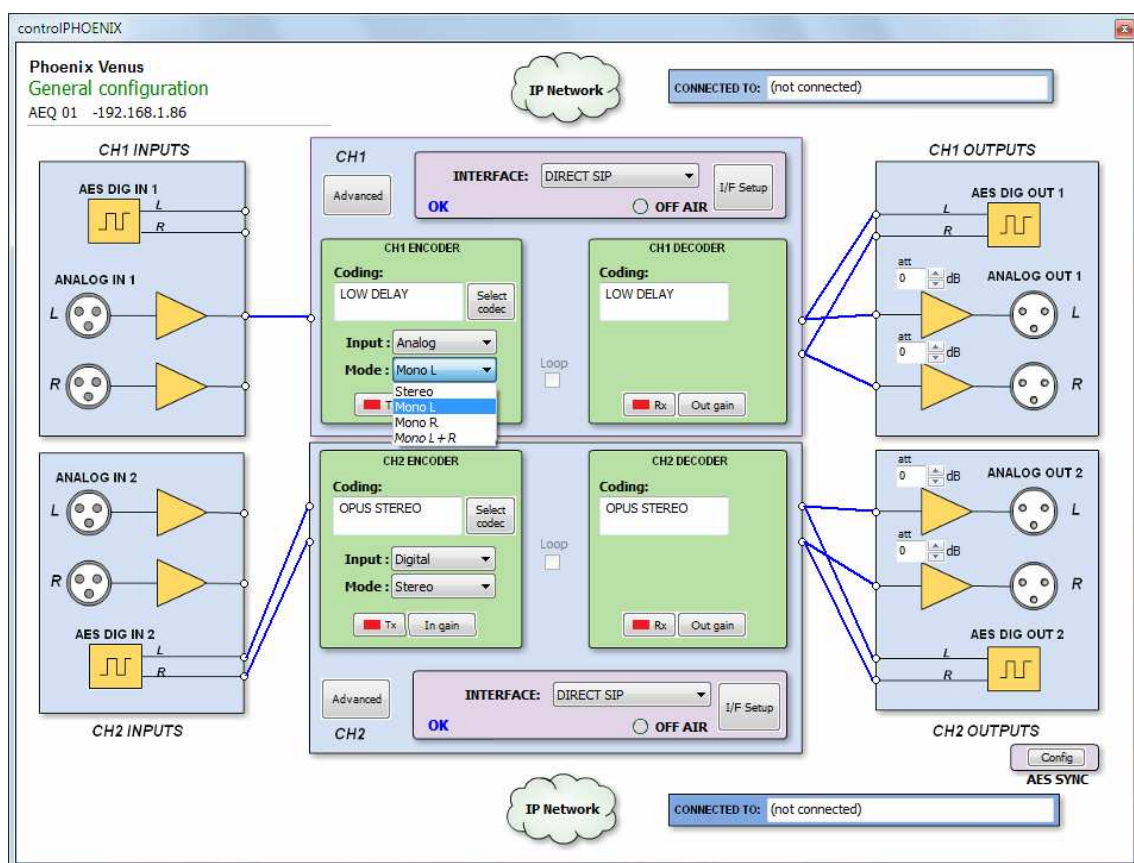 controlPHOENIX
Phoenix Venus
General configuration
AEQ 01 -192.168.1.86
IP Network
CONNECTED TO: (not connected)
CH1 INPUTS
AES DIG IN 1
L
R
ANALOG IN 1
L
R
CH1
Advanced
INTERFACE: DIRECT SIP
I/F Setup
OK
OFF AIR
CH1 ENCODER
Coding:
LOW DELAY
Select
codec
Input : Analog
Mode : Mono L
Stereo
Mono L
Mono R
Mono L + R
Loop
CH1 DECODER
Coding:
LOW DELAY
Rx
Out gain
CH1 OUTPUTS
AES DIG OUT 1
L
R
att
0
dB
ANALOG OUT 1
L
att
0
dB
R
ANALOG IN 2
L
R
AES DIG IN 2
L
R
CH2 INPUTS
CH2 ENCODER
Coding:
OPUS STEREO
Select
codec
Input : Digital
Mode : Stereo
Tx
In gain
Loop
CH2 DECODER
Coding:
OPUS STEREO
Rx
Out gain
Advanced
CH2
INTERFACE: DIRECT SIP
I/F Setup
OK
OFF AIR
att
0
dB
ANALOG OUT 2
L
att
0
dB
R
AES DIG OUT 2
L
R
CH2 OUTPUTS
Config
AES SYNC
IP Network
CONNECTED TO: (not connected)